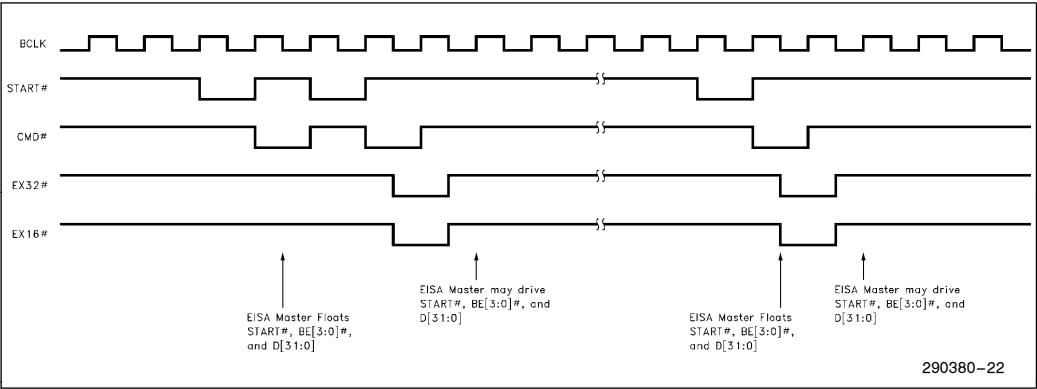 BCLK
START#
CMD#
EX32#
EX16#
EISA Master Floats
START#, BE[3:0]#,
and D[31:0]
EISA Master may drive
START#, BE[3:0]#, and
D[31:0]
EISA Master Floats
START#, BE[3:0]#,
and D[31:0]
EISA Master may drive
START#, BE[3:0]#, and
D[31:0]
290380-22